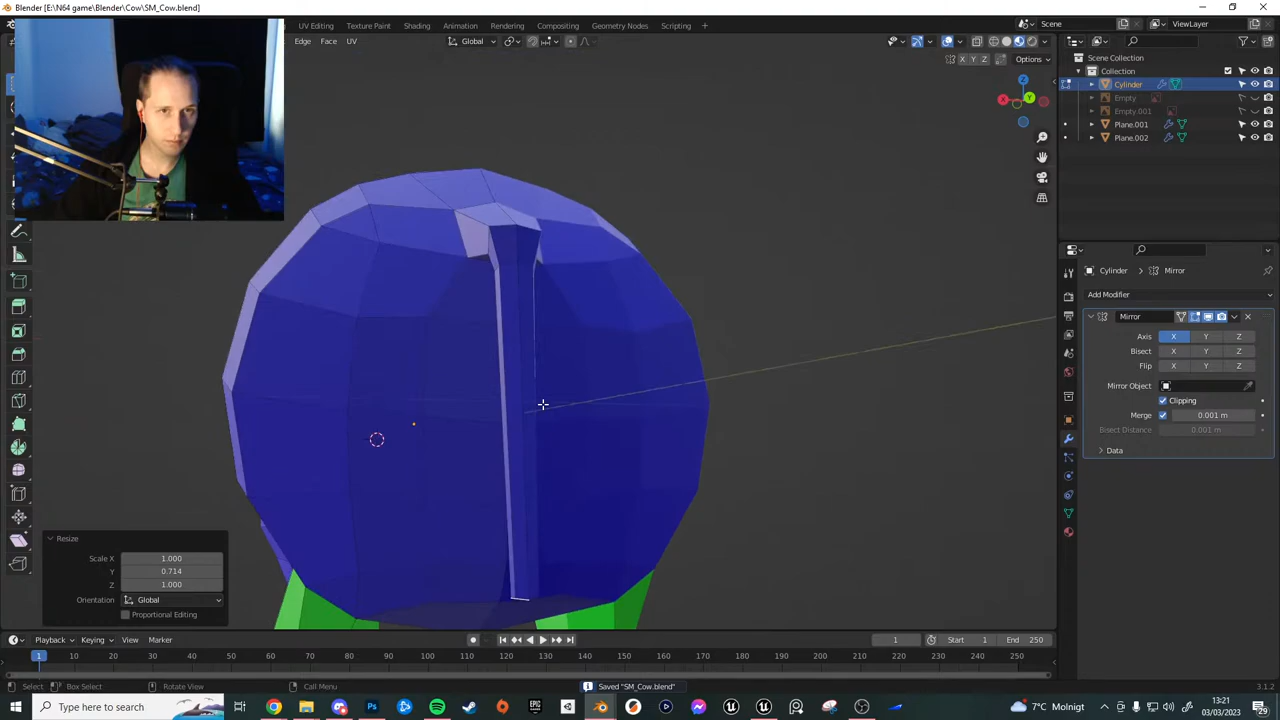 Blender [E:\N64 game\Blender\Cow\SM_Cow.blend]
UV Editing Texture Paint Shading Animation Rendering Compositing Geometry Nodes Scripting
Scene
ViewLayer
Edge Face UV
Global
Options
X Y Z
Scene Collection
Collection
Cylinder
Empty
Empty.001
Plane.001
Plane.002
X
Y
Z
Cylinder > Mirror
Add Modifier
Mirror
Axis X Y Z
Bisect X Y Z
Flip X Y Z
Mirror Object
Clipping
Merge 0.001 m
Bisect Distance 0.001 m
Data
Resize
Scale X 1.000
Y 0.714
Z 1.000
Orientation Global
Proportional Editing
Playback Keying View Marker
1 Start 1 End 250
1 10 20 30 40 50 60 70 80 90 100 110 120 130 140 150 160 170 180 190 200 210 220 230 240 250
Select Box Select Rotate View Call Menu
Saved "SM_Cow.blend"
3.1.2
Type here to search
7°C Molnigt
13:21
03/03/2023